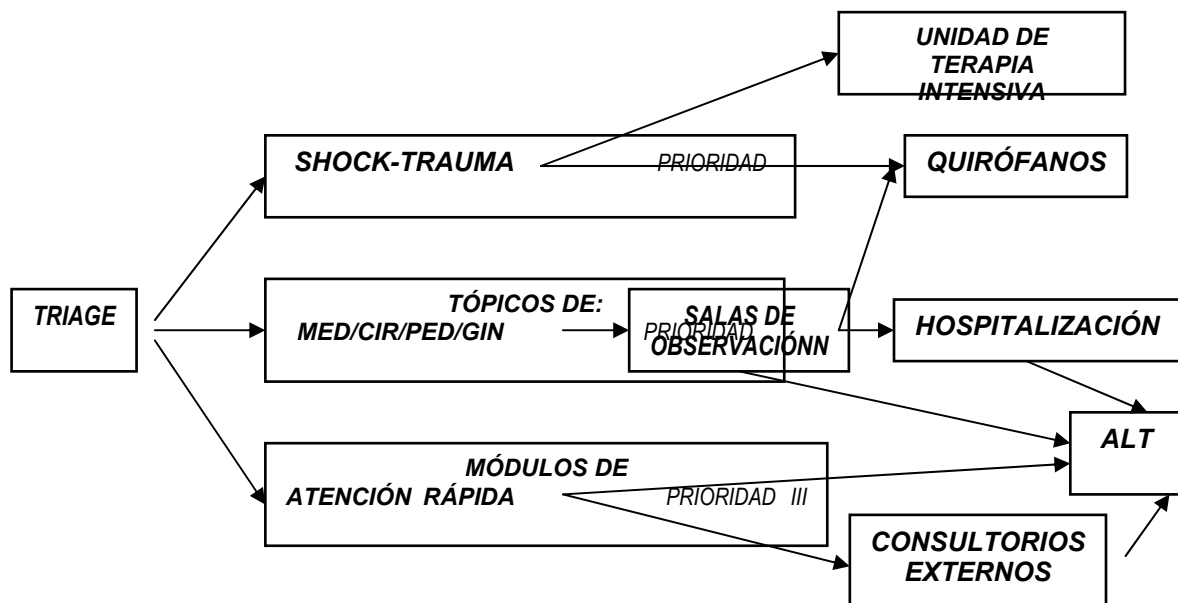 UNIDAD DE
TERAPIA
INTENSIVA
SHOCK-TRAUMA PRIORIDAD
QUIRÓFANOS
TRIAGE
TÓPICOS DE:
MED/CIR/PED/GIN PRIORIDAD
SALAS DE
OBSERVACIÓNN
HOSPITALIZACIÓN
ALT
MÓDULOS DE
ATENCIÓN RÁPIDA PRIORIDAD III
CONSULTORIOS
EXTERNOS